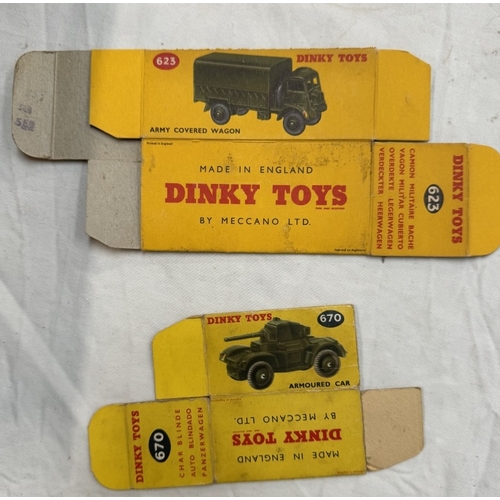 623
DINKY TOYS
ARMY COVERED WAGON
MADE IN ENGLAND
DINKY TOYS
BY MECCANO LTD.
DINKY TOYS
623
CAMION MILITAIRE BACHE
VAGON MILITAR CUBIERTO
OVERDEKTE LEGERWAGEN
VERDECKTER HEERWAGEN
DINKY TOYS
670
ARMOURED CAR
DINKY TOYS
670
CHAR BLINDE
AUTO BLINDADO
PANZERWAGEN
MADE IN ENGLAND
DINKY TOYS
BY MECCANO LTD.